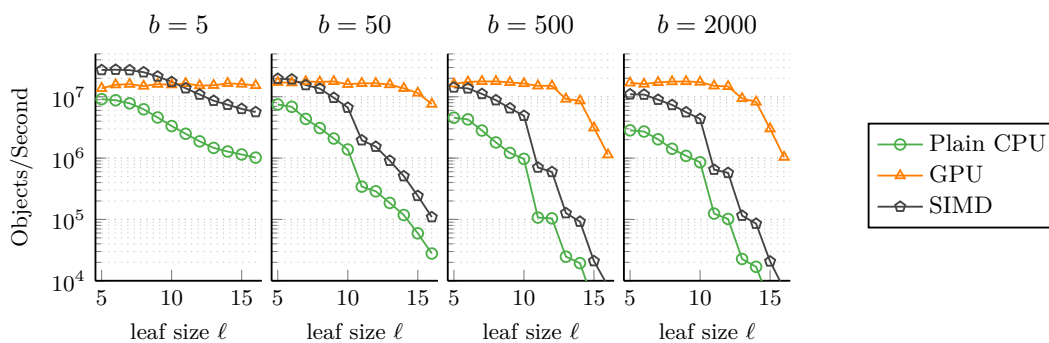 b = 5
b = 50
b = 500
b = 2000
Objects/Second
10^7
10^6
10^5
10^4
5 10 15
5 10 15
5 10 15
5 10 15
leaf size ℓ
leaf size ℓ
leaf size ℓ
leaf size ℓ
Plain CPU
GPU
SIMD